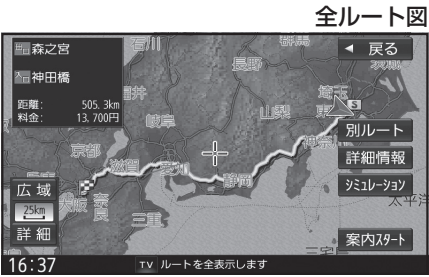 全ルート図
出 森之宮
入 神田橋
距離: 505.3km
料金: 13,700円
戻る
石川
群馬
長野
埼玉
山梨
東
S
岐阜
神奈
別ルート
京都
滋賀
愛知
静岡
詳細情報
シミュレーション
広域
大阪
奈良
太平洋
25km
三重
詳細
三宅
案内スタート
16:37
TV ルートを全表示します